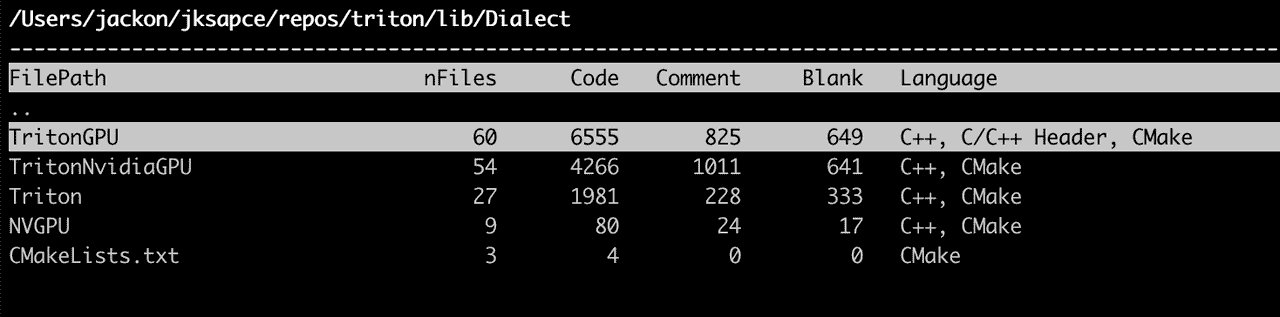 /Users/jackon/jksapce/repos/triton/lib/Dialect
--------------------------------------------------------------------------------------------------------
FilePath nFiles Code Comment Blank Language
..
TritonGPU 60 6555 825 649 C++, C/C++ Header, CMake
TritonNvidiaGPU 54 4266 1011 641 C++, CMake
Triton 27 1981 228 333 C++, CMake
NVGPU 9 80 24 17 C++, CMake
CMakeLists.txt 3 4 0 0 CMake